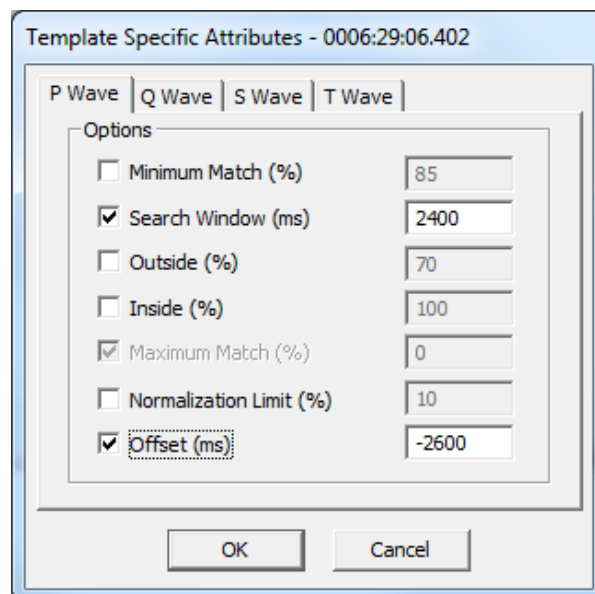 Template Specific Attributes - 0006:29:06.402
P Wave Q Wave S Wave T Wave
Options
Minimum Match (%) 85
Search Window (ms) 2400
Outside (%) 70
Inside (%) 100
Maximum Match (%) 0
Normalization Limit (%) 10
Offset (ms) -2600
OK Cancel